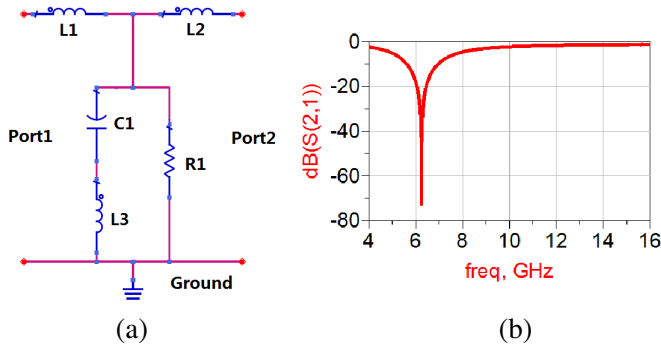 L1
L2
C1
Port1
Port2
R1
L3
Ground
(a)
dB(S(2,1))
0
-20
-40
-60
-80
4
6
8
10
12
14
16
freq, GHz
(b)